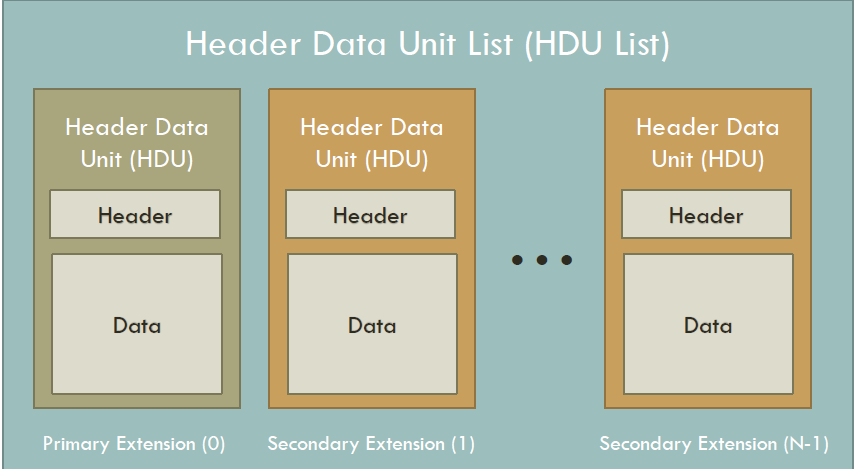 Header Data Unit List (HDU List)
Header Data
Unit (HDU)
Header
Data
Primary Extension (0)
Header Data
Unit (HDU)
Header
Data
Secondary Extension (1)
Header Data
Unit (HDU)
Header
Data
Secondary Extension (N-1)